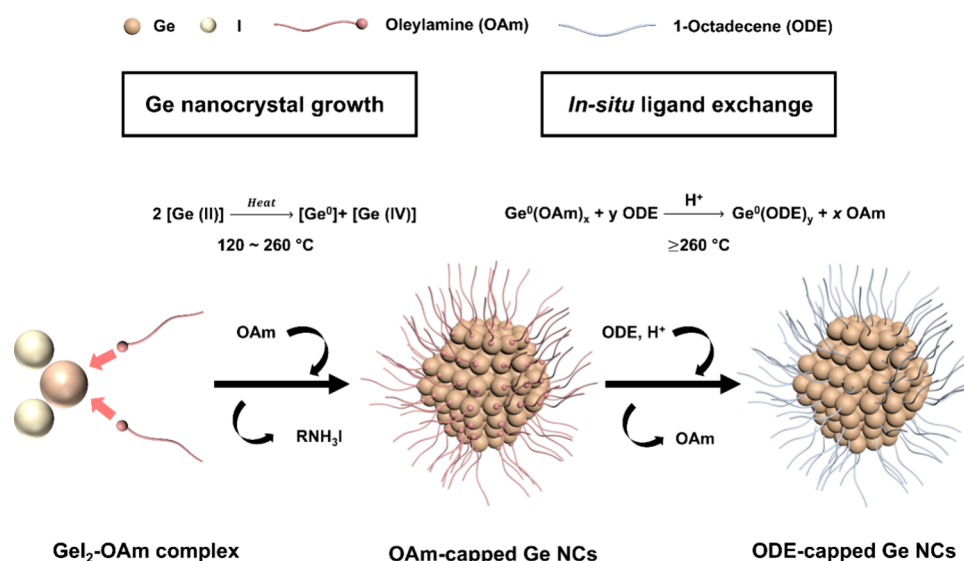 Ge I Oleylamine (OAm) 1-Octadecene (ODE)
Ge nanocrystal growth
In-situ ligand exchange
2 [Ge (II)] Heat [Ge⁰]+ [Ge (IV)]
120 ~ 260 °C
Ge⁰(OAm)ₓ + y ODE H⁺ Ge⁰(ODE)ᵧ + x OAm
≥260 °C
OAm
RNH₃I
ODE, H⁺
OAm
GeI₂-OAm complex
OAm-capped Ge NCs
ODE-capped Ge NCs